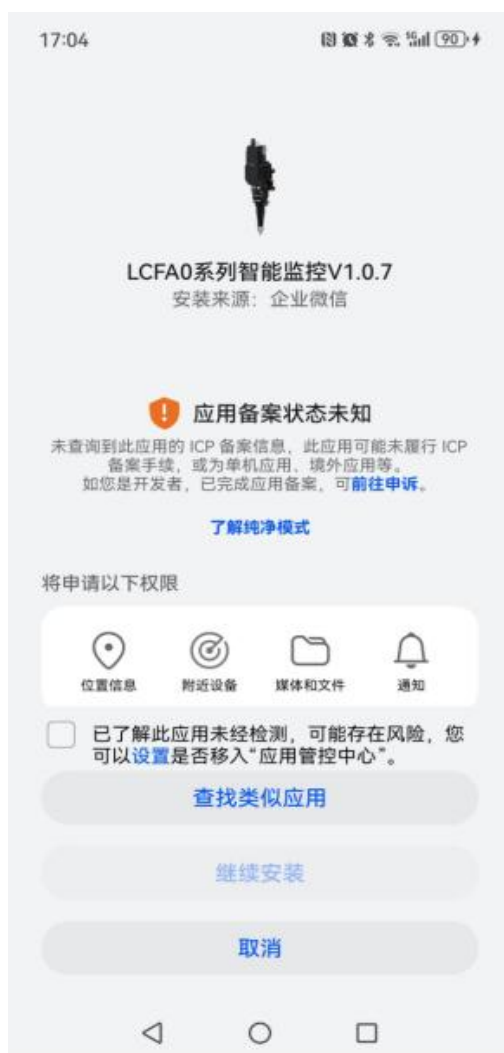 17:04
5G
90
LCFA0系列智能监控V1.0.7
安装来源：企业微信
应用备案状态未知
未查询到此应用的 ICP 备案信息，此应用可能未履行 ICP
备案手续，或为单机应用、境外应用等。
如您是开发者，已完成应用备案，可前往申诉。
了解纯净模式
将申请以下权限
位置信息 附近设备 媒体和文件 通知
已了解此应用未经检测，可能存在风险，您
可以设置是否移入“应用管控中心”。
查找类似应用
继续安装
取消